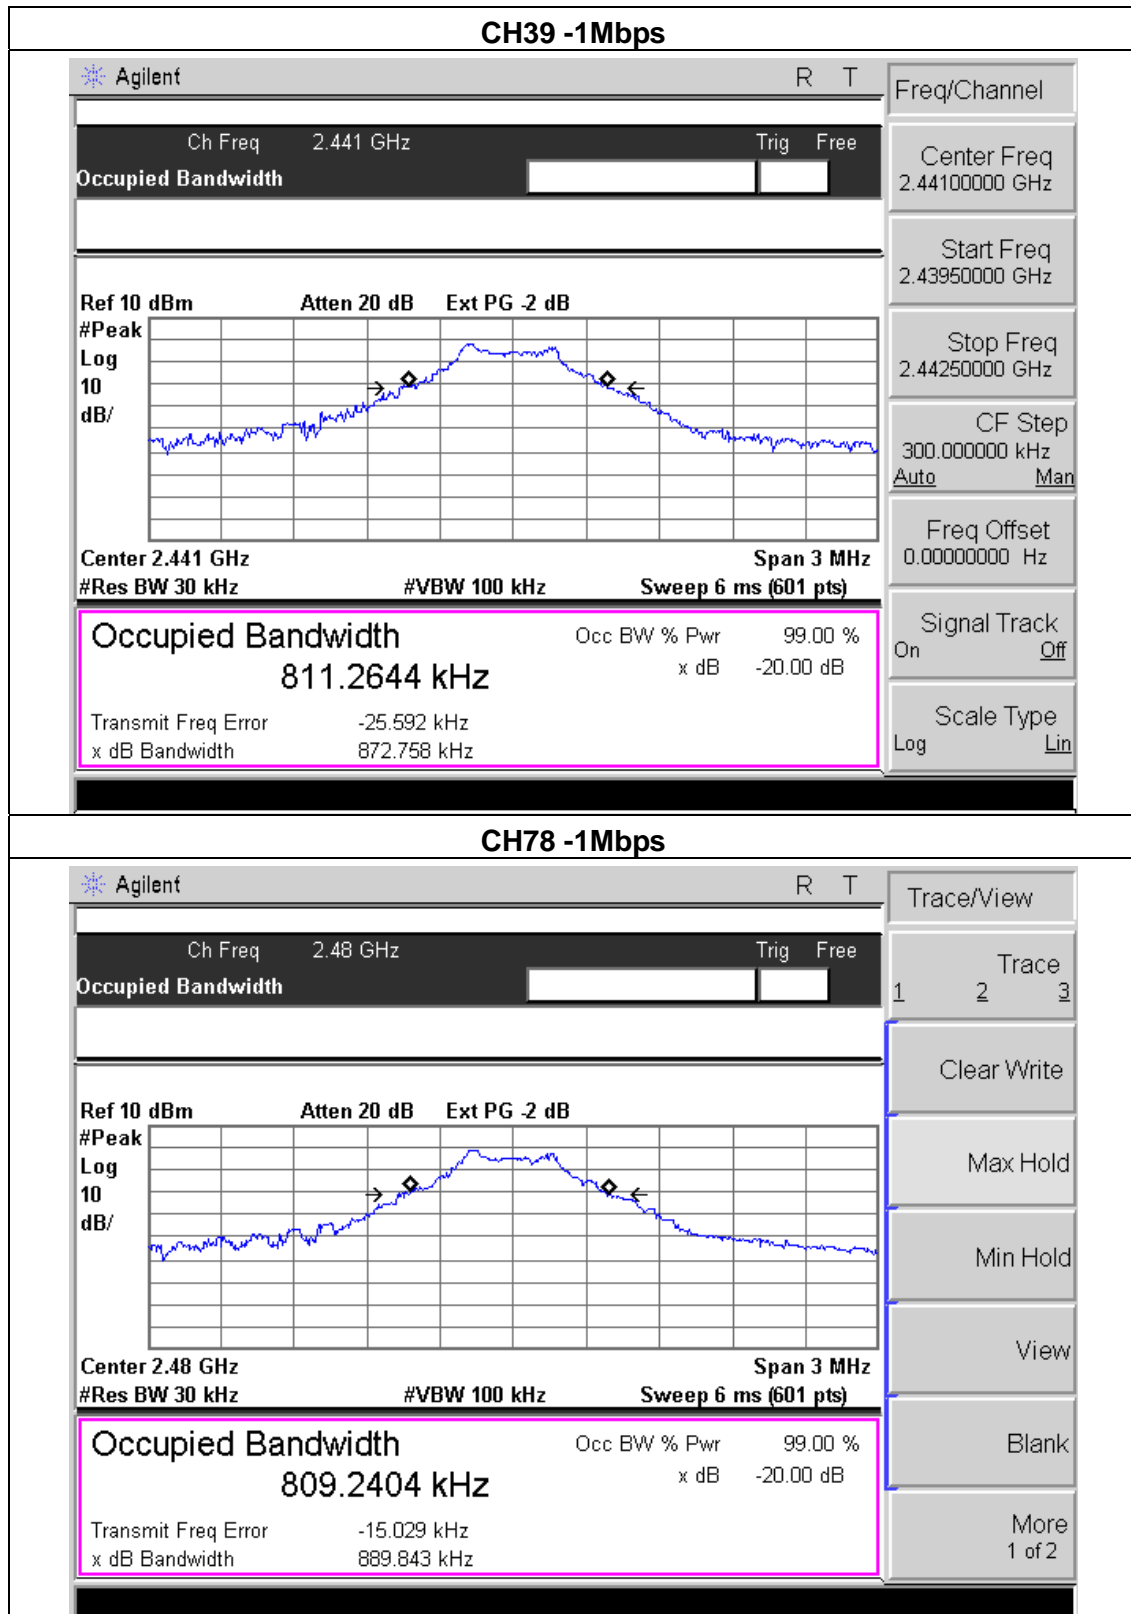 CH39 -1Mbps
Agilent R T
Freq/Channel
Ch Freq 2.441 GHz Trig Free
Occupied Bandwidth
Center Freq
2.44100000 GHz
Start Freq
2.43950000 GHz
Stop Freq
2.44250000 GHz
CF Step
300.000000 kHz
Auto Man
Freq Offset
0.00000000 Hz
Signal Track
On Off
Scale Type
Log Lin
Ref 10 dBm Atten 20 dB Ext PG -2 dB
#Peak
Log
10
dB/
Center 2.441 GHz Span 3 MHz
#Res BW 30 kHz #VBW 100 kHz Sweep 6 ms (601 pts)
Occupied Bandwidth Occ BW % Pwr 99.00 %
811.2644 kHz x dB -20.00 dB
Transmit Freq Error -25.592 kHz
x dB Bandwidth 872.758 kHz
CH78 -1Mbps
Agilent R T
Trace/View
Ch Freq 2.48 GHz Trig Free
Occupied Bandwidth
Trace
1 2 3
Clear Write
Max Hold
Min Hold
View
Blank
More
1 of 2
Ref 10 dBm Atten 20 dB Ext PG -2 dB
#Peak
Log
10
dB/
Center 2.48 GHz Span 3 MHz
#Res BW 30 kHz #VBW 100 kHz Sweep 6 ms (601 pts)
Occupied Bandwidth Occ BW % Pwr 99.00 %
809.2404 kHz x dB -20.00 dB
Transmit Freq Error -15.029 kHz
x dB Bandwidth 889.843 kHz